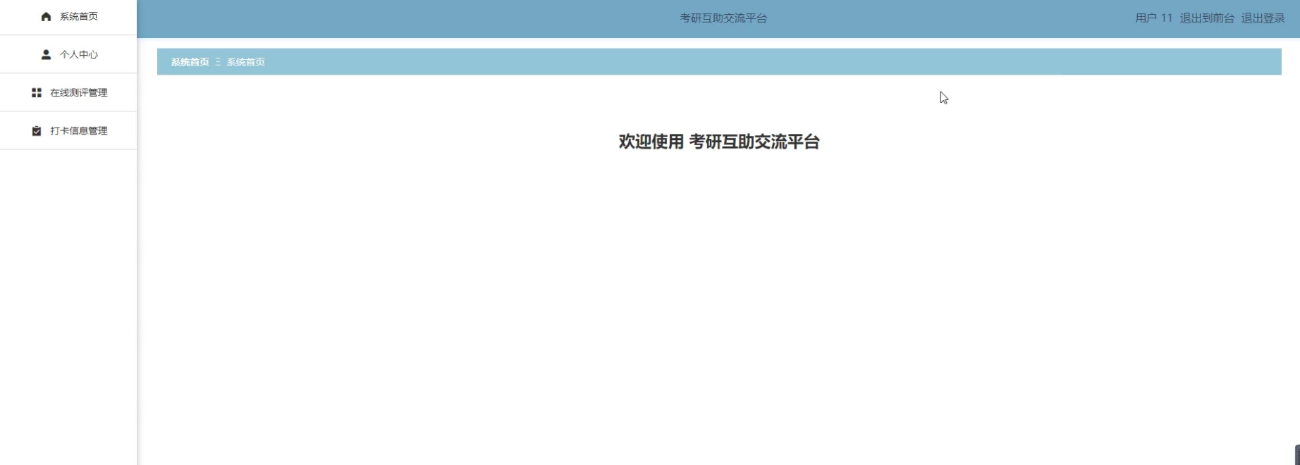 系统首页
个人中心
在线测评管理
打卡信息管理
考研互助交流平台
用户 11 退出到前台 退出登录
系统首页 Ξ 系统首页
欢迎使用 考研互助交流平台